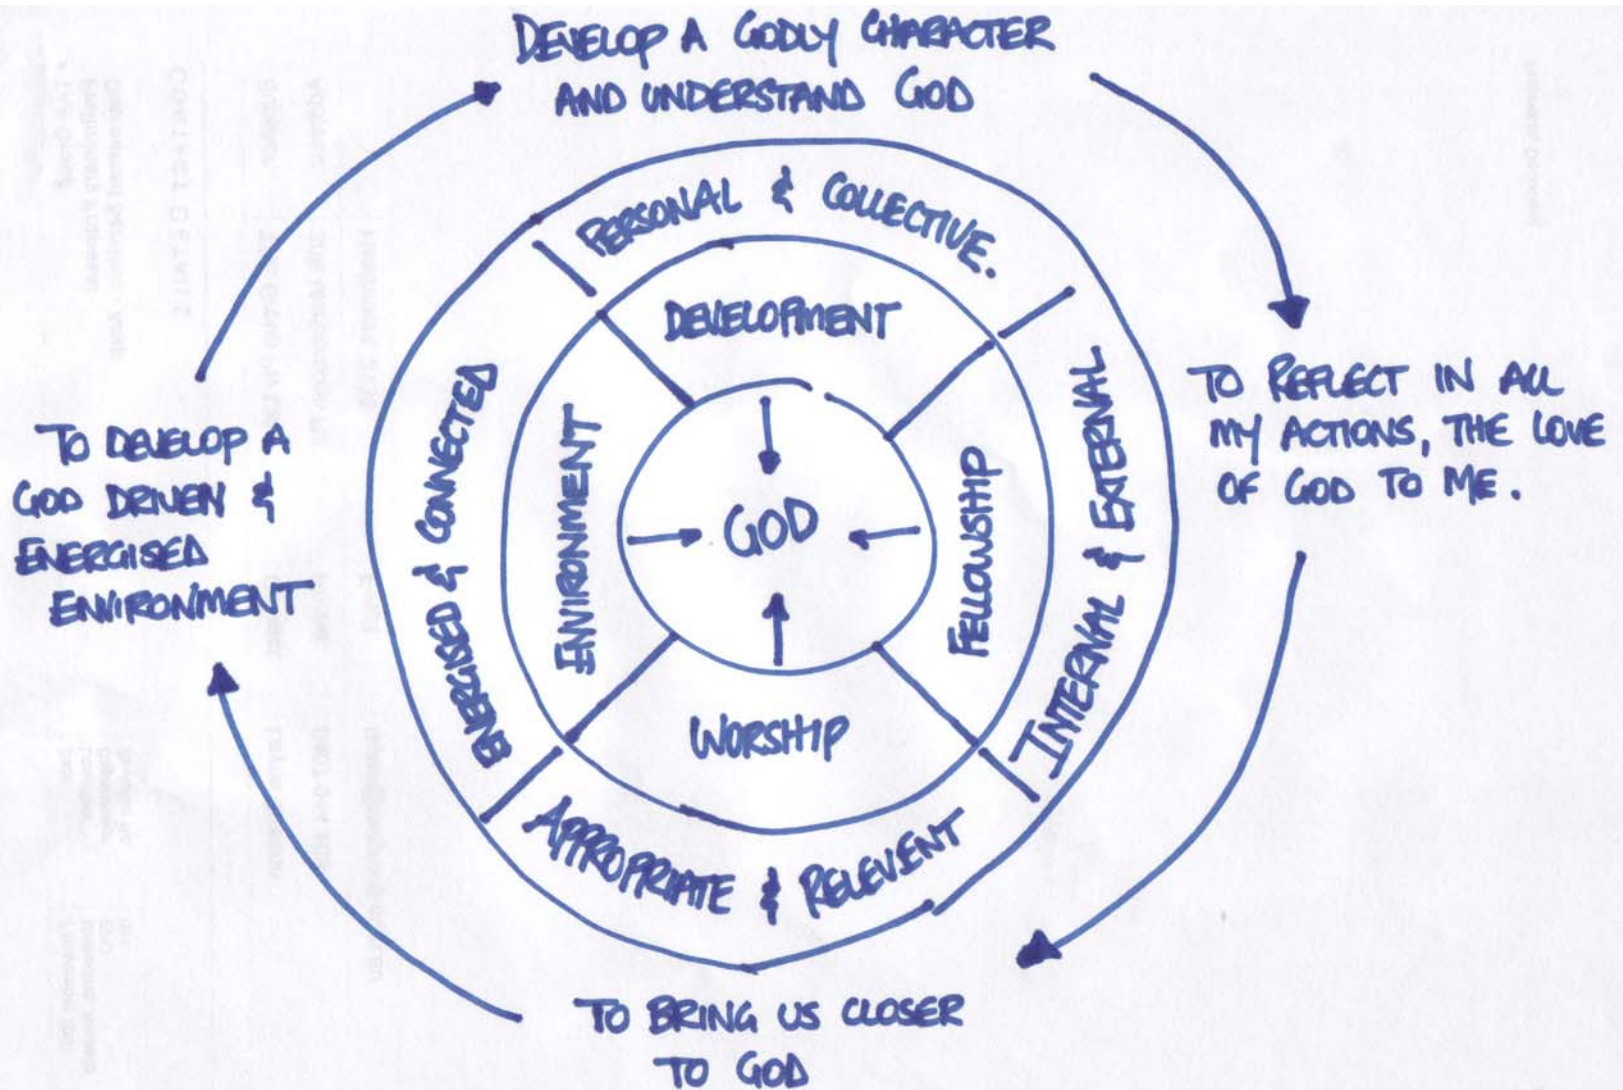 DEVELOP A GODLY CHARACTER
AND UNDERSTAND GOD
PERSONAL & COLLECTIVE.
DEVELOPMENT
TO REFLECT IN ALL
MY ACTIONS, THE LOVE
OF GOD TO ME.
INTERNAL & EXTERNAL
FELLOWSHIP
GOD
WORSHIP
APPROPRIATE & RELEVENT
TO BRING US CLOSER
TO GOD
ENVIRONMENT
ENERGISED & CONNECTED
TO DEVELOP A
GOD DRIVEN &
ENERGISED
ENVIRONMENT